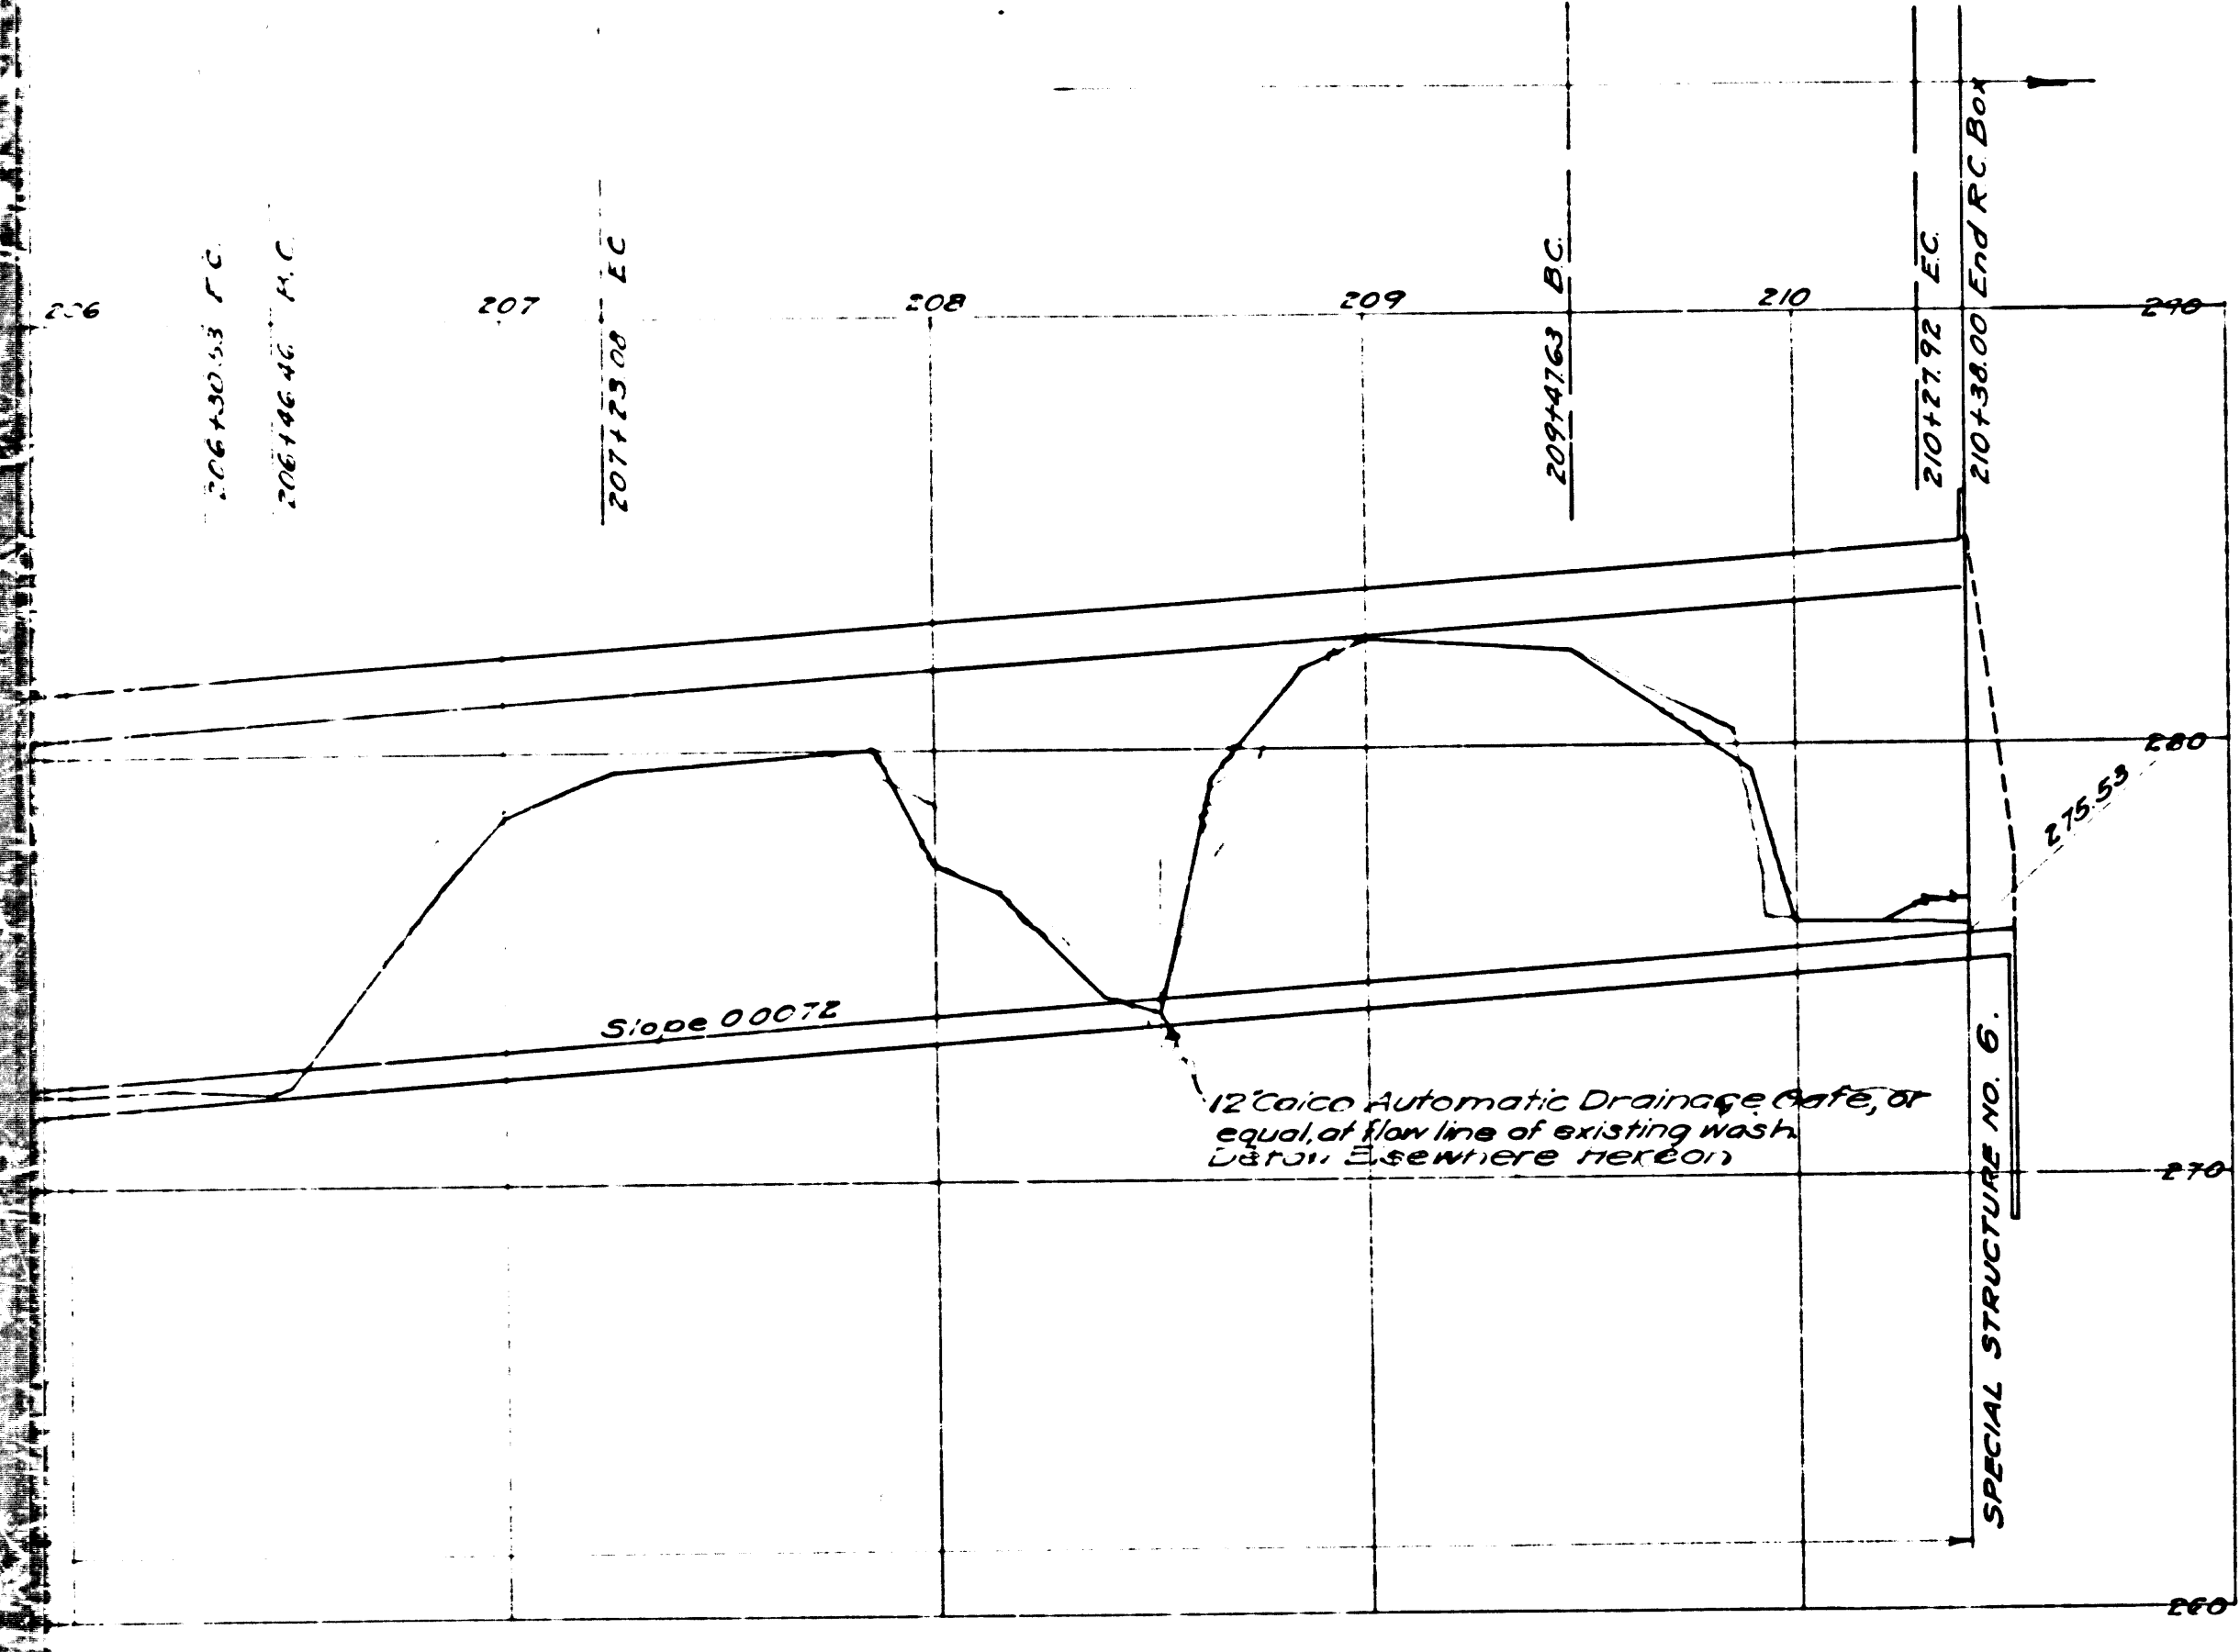 206+30.53
206+46.46
207+23.08 E.C.
209+47.63 B.C.
210+27.92 E.C.
210+38.00 End R.C. Box
207
208
209
210
290
280
275.53
Slope 0.0072
12" Calco Automatic Drainage Gate, or
equal, at flow line of existing wash
Detail Elsewhere Hereon
270
SPECIAL STRUCTURE NO. 6.
260